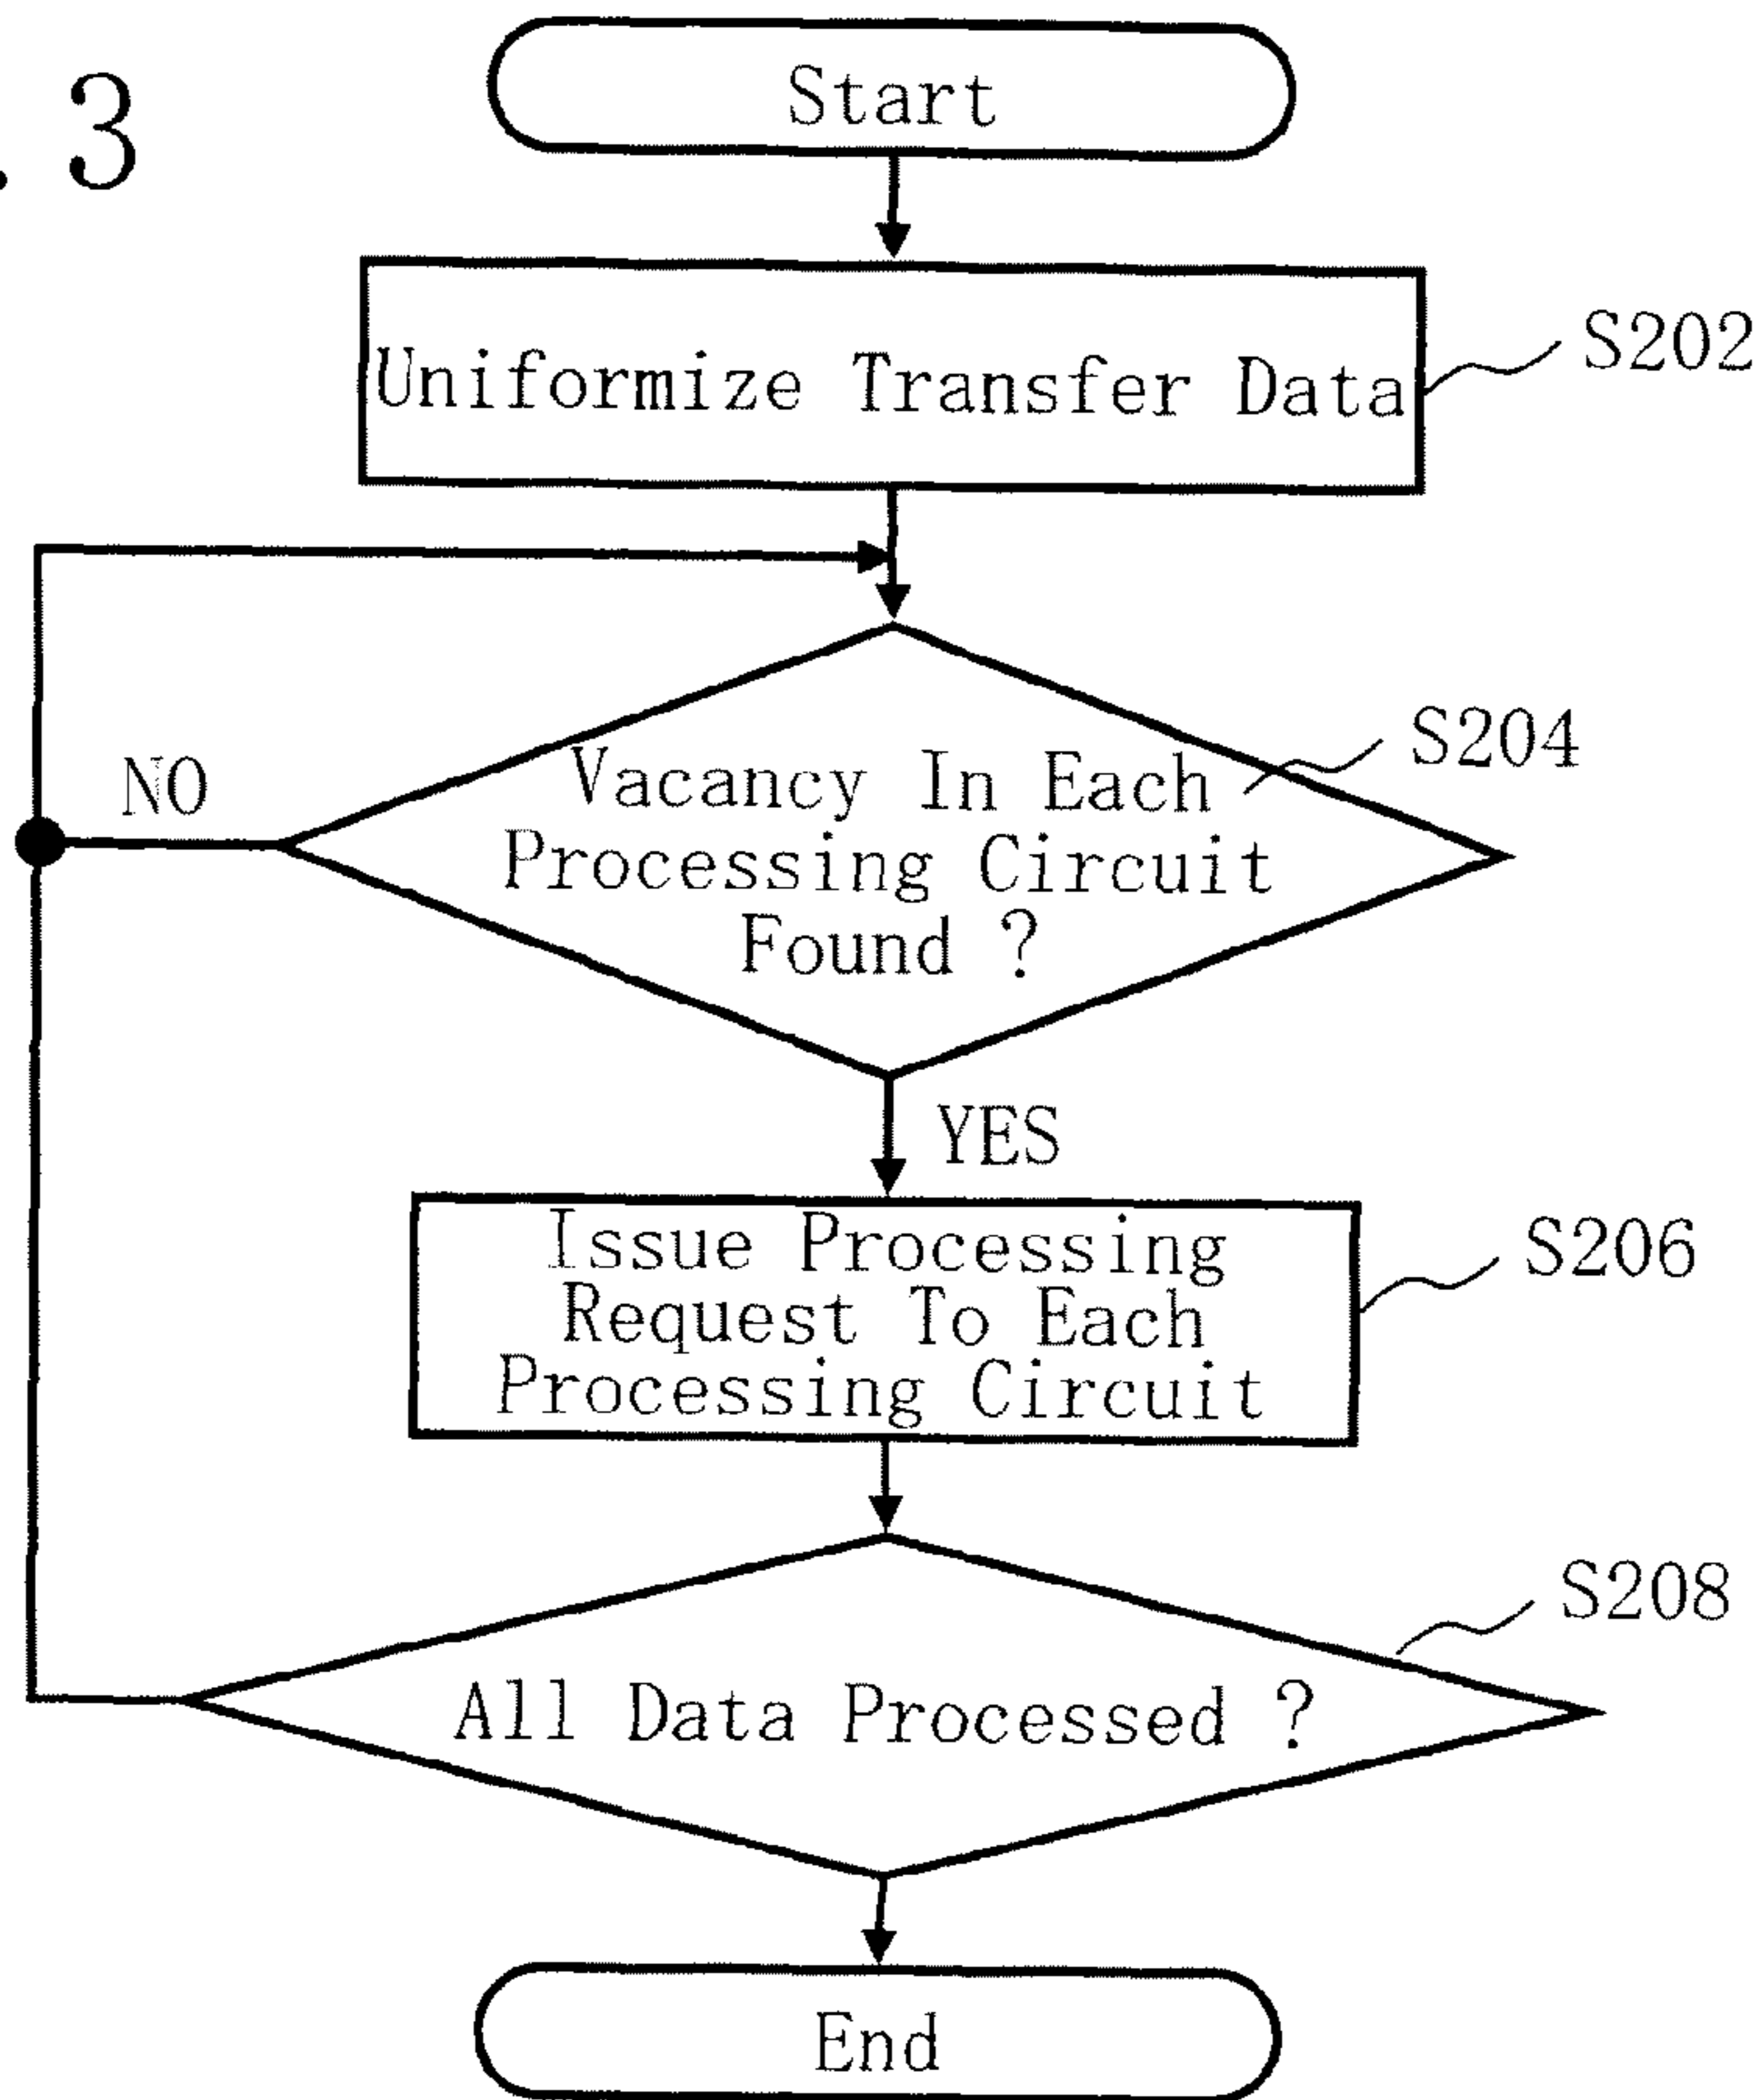 . 3
Start
Uniformize Transfer Data
S202
Vacancy In Each
Processing Circuit
Found ?
S204
NO
YES
Issue Processing
Request To Each
Processing Circuit
S206
All Data Processed ?
S208
End